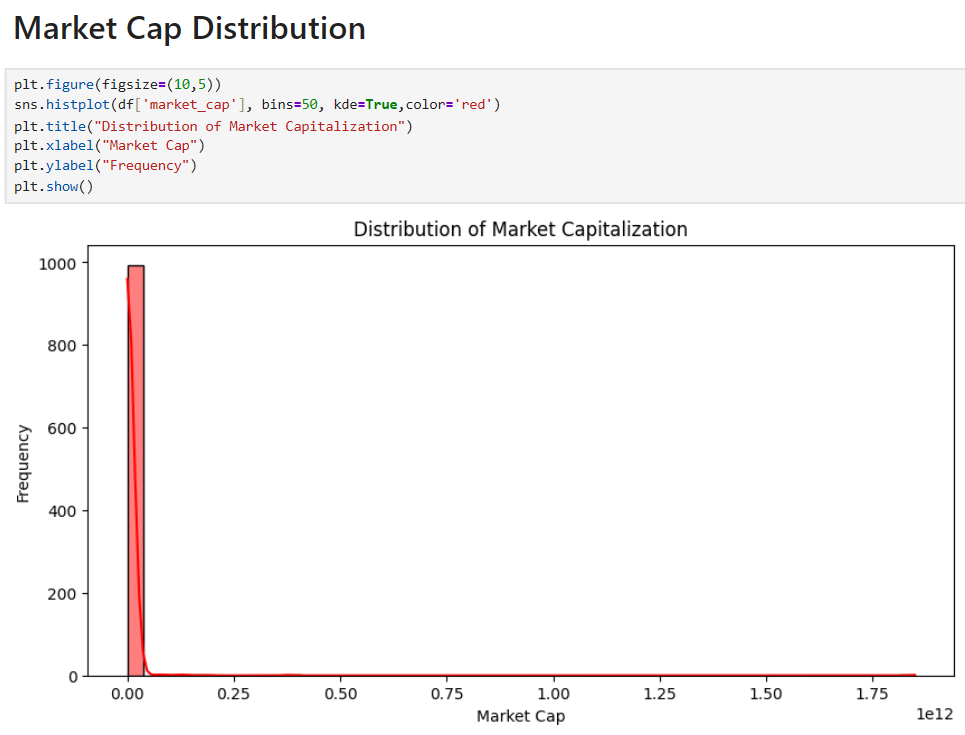 Market Cap Distribution
plt.figure(figsize=(10,5))
sns.histplot(df['market_cap'], bins=50, kde=True,color='red')
plt.title("Distribution of Market Capitalization")
plt.xlabel("Market Cap")
plt.ylabel("Frequency")
plt.show()
Distribution of Market Capitalization
1000
800
600
400
200
0
Frequency
0.00 0.25 0.50 0.75 1.00 1.25 1.50 1.75
1e12
Market Cap